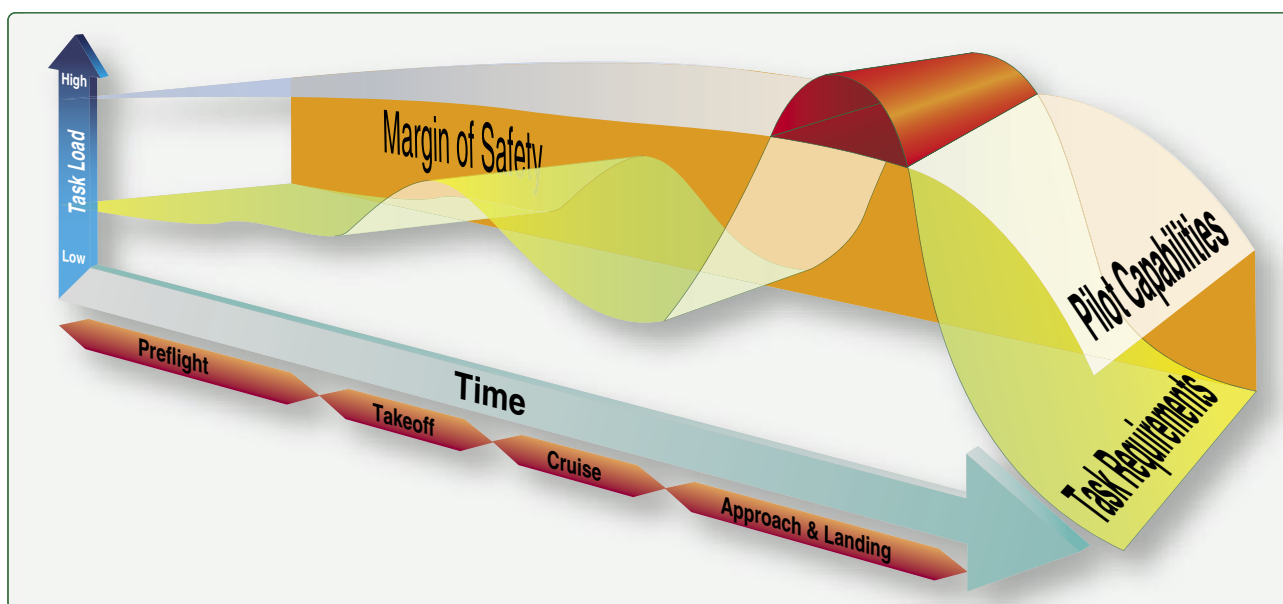 High
Task Load
Low
Margin of Safety
Pilot Capabilities
Task Requirements
Time
Preflight
Takeoff
Cruise
Approach & Landing